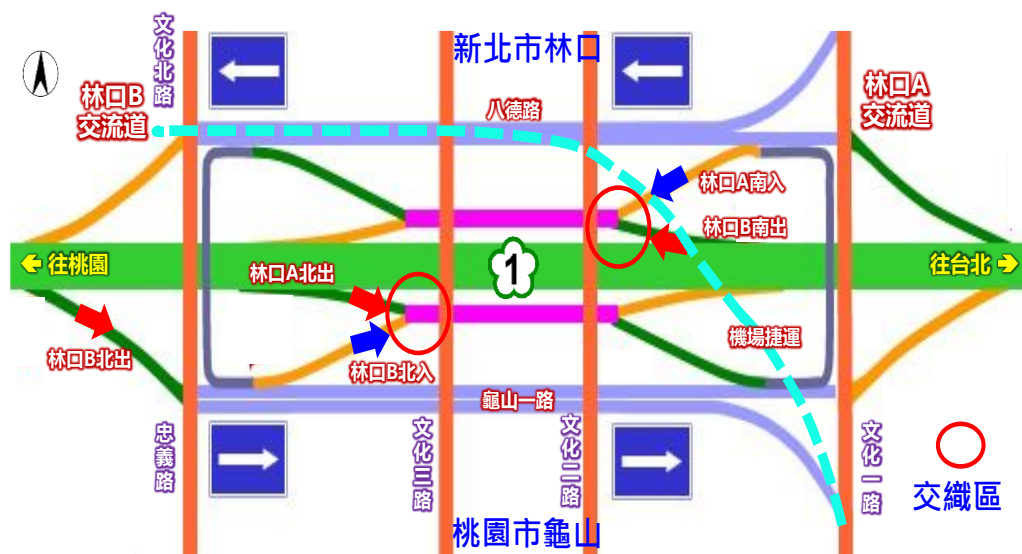 新北市林口
文化北路
林口B
交流道
林口A
交流道
八德路
林口A南入
林口B南出
往桃園
林口A北出
1
往台北
林口B北出
林口B北入
機場捷運
龜山一路
忠義路
文化三路
文化二路
文化一路
交織區
桃園市龜山